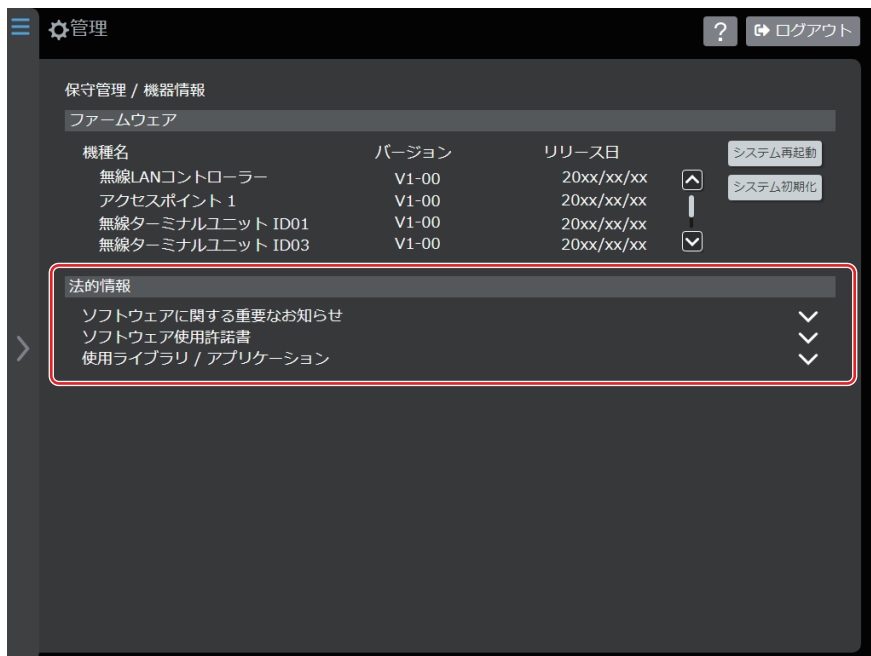 管理
? ログアウト
保守管理 / 機器情報
ファームウェア
機種名 バージョン リリース日 システム再起動
無線LANコントローラー V1-00 20xx/xx/xx システム初期化
アクセスポイント 1 V1-00 20xx/xx/xx
無線ターミナルユニット ID01 V1-00 20xx/xx/xx
無線ターミナルユニット ID03 V1-00 20xx/xx/xx
法的情報
ソフトウェアに関する重要なお知らせ
ソフトウェア使用許諾書
使用ライブラリ / アプリケーション